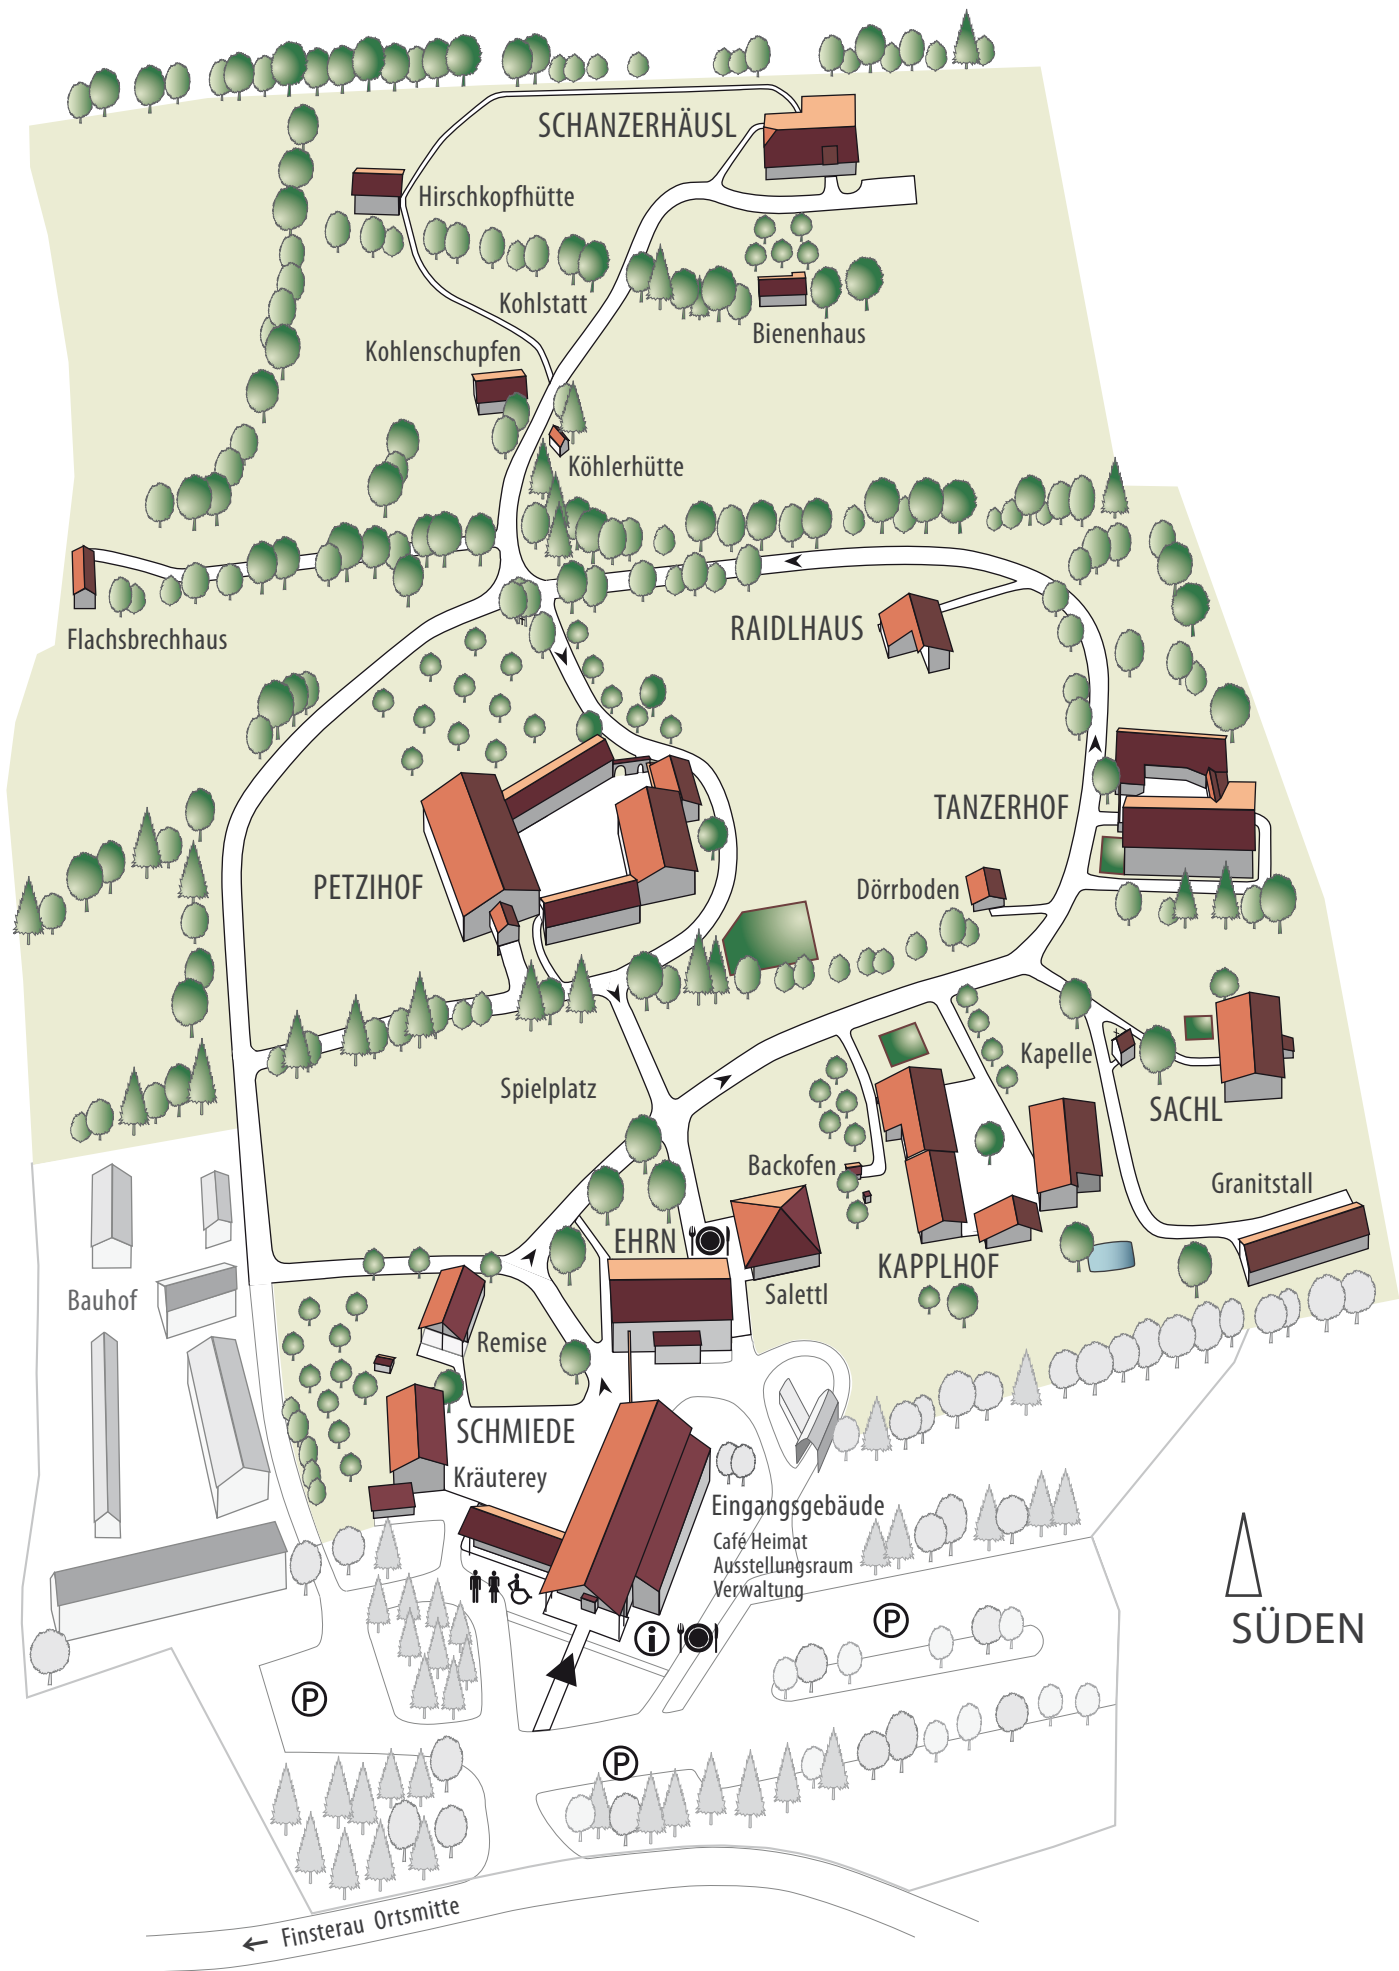 SCHANZERHÄUSL
Hirschkopfhütte
Kohlstatt
Bienenhaus
Kohlenschupfen
Köhlerhütte
Flachsbrechhaus
RAIDLHAUS
TANZERHOF
PETZIHOF
Dörrboden
Spielplatz
Kapelle
SACHL
Backofen
Granitstall
EHRN
KAPPLHOF
Salettl
Bauhof
Remise
SCHMIEDE
Kräuterey
Eingangsgebäude
Café Heimat
Ausstellungsraum
Verwaltung
SÜDEN
i
P
P
P
← Finsterau Ortsmitte